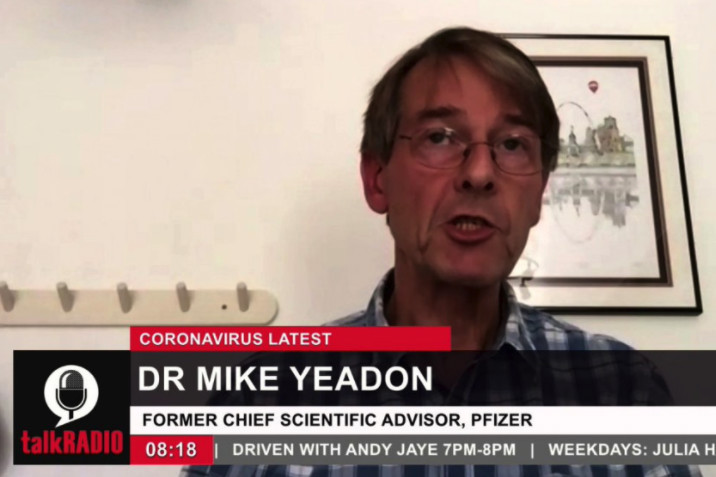 CORONAVIRUS LATEST
DR MIKE YEADON
FORMER CHIEF SCIENTIFIC ADVISOR, PFIZER
talkRADIO
08:18 | DRIVEN WITH ANDY JAYE 7PM-8PM | WEEKDAYS: JULIA H